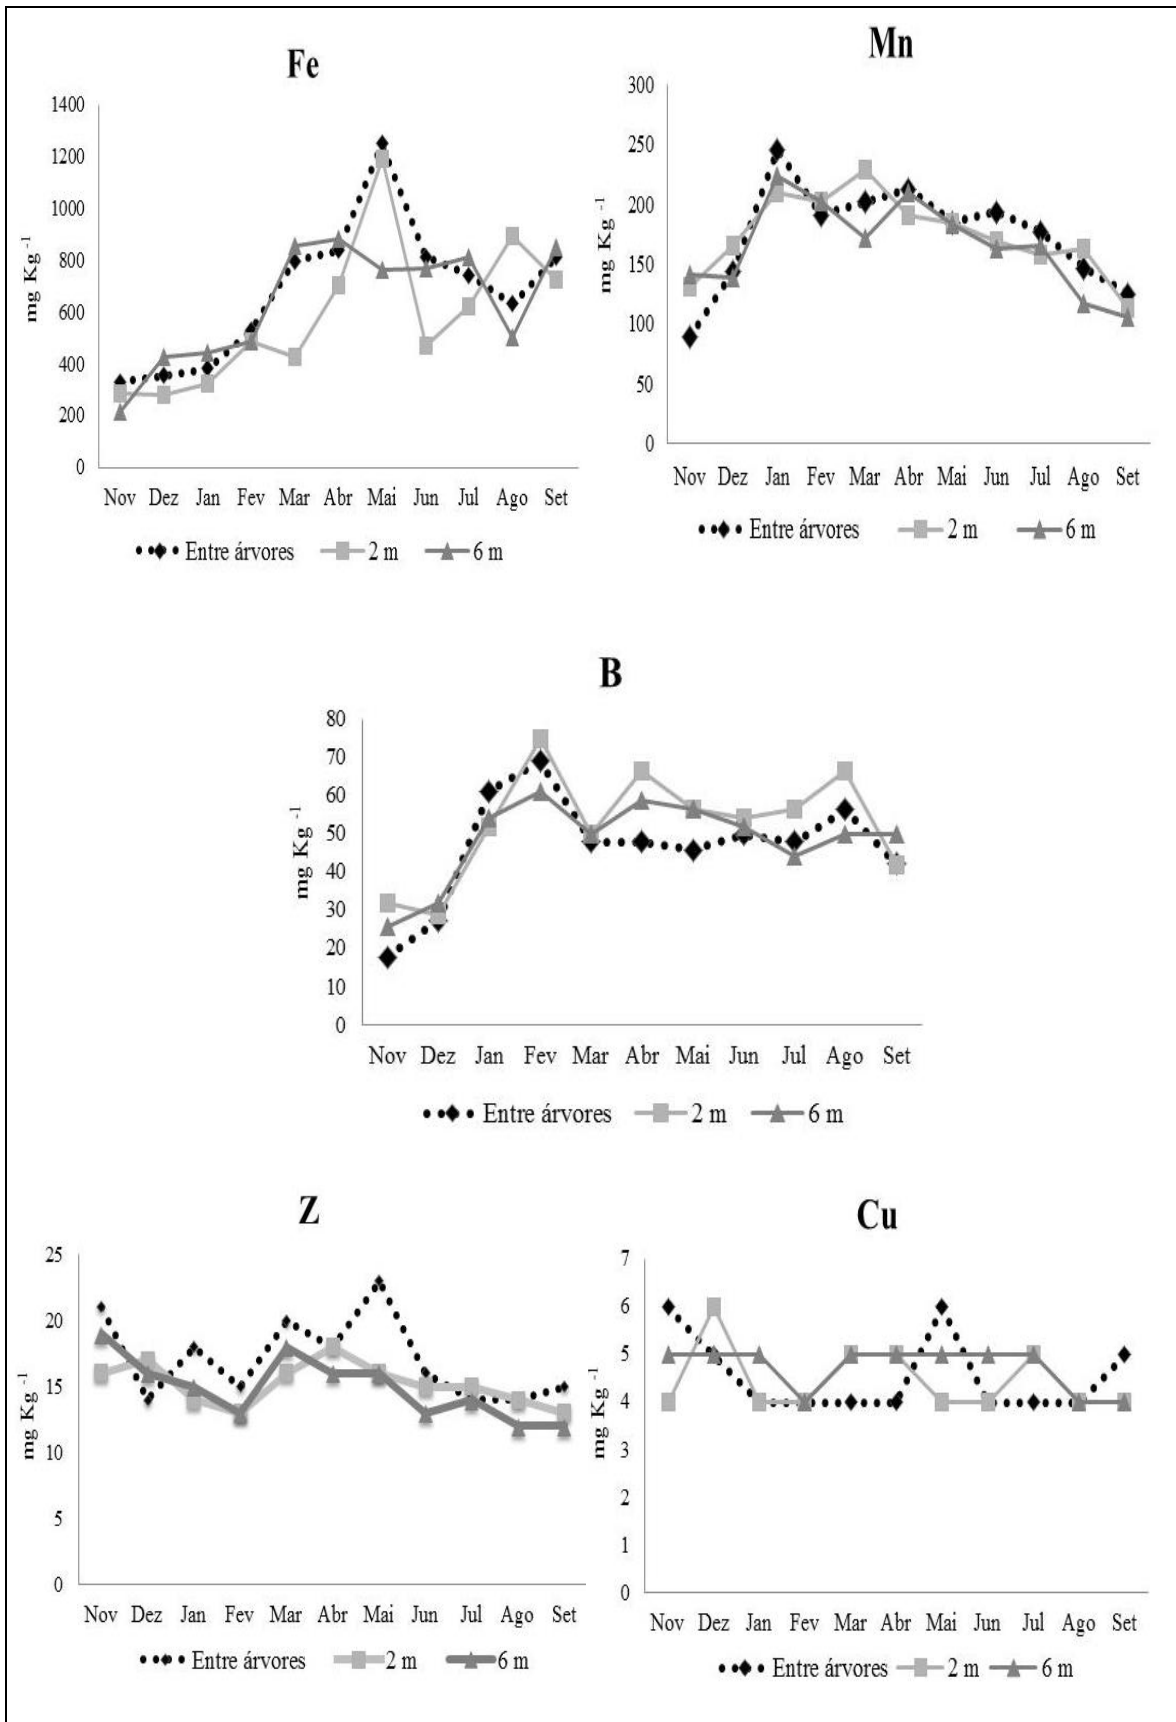 Fe
mg Kg -1
1400
1200
1000
800
600
400
200
0
Nov Dez Jan Fev Mar Abr Mai Jun Jul Ago Set
Entre árvores 2 m 6 m
Mn
mg Kg -1
300
250
200
150
100
50
0
Nov Dez Jan Fev Mar Abr Mai Jun Jul Ago Set
Entre árvores 2 m 6 m
B
mg Kg -1
80
70
60
50
40
30
20
10
0
Nov Dez Jan Fev Mar Abr Mai Jun Jul Ago Set
Entre árvores 2 m 6 m
Z
mg Kg -1
25
20
15
10
5
0
Nov Dez Jan Fev Mar Abr Mai Jun Jul Ago Set
Entre árvores 2 m 6 m
Cu
mg Kg -1
7
6
5
4
3
2
1
0
Nov Dez Jan Fev Mar Abr Mai Jun Jul Ago Set
Entre árvores 2 m 6 m